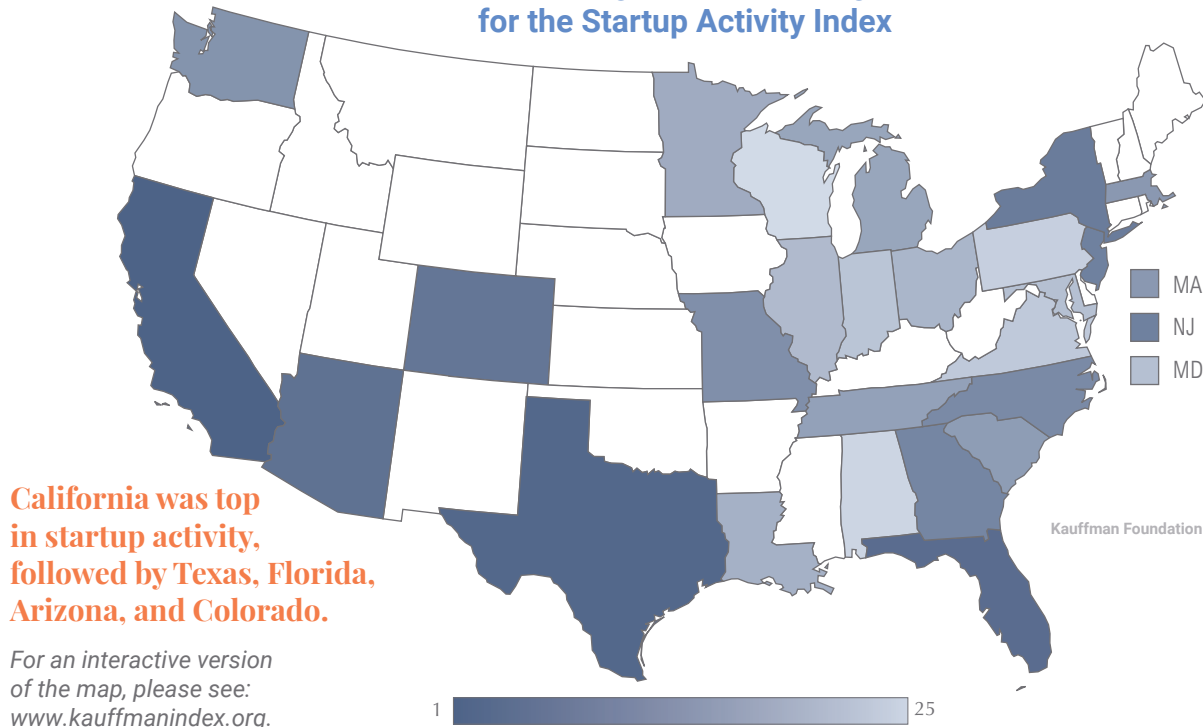 for the Startup Activity Index
MA
NJ
MD
California was top
in startup activity,
followed by Texas, Florida,
Arizona, and Colorado.
Kauffman Foundation
For an interactive version
of the map, please see:
www.kauffmanindex.org.
1
25